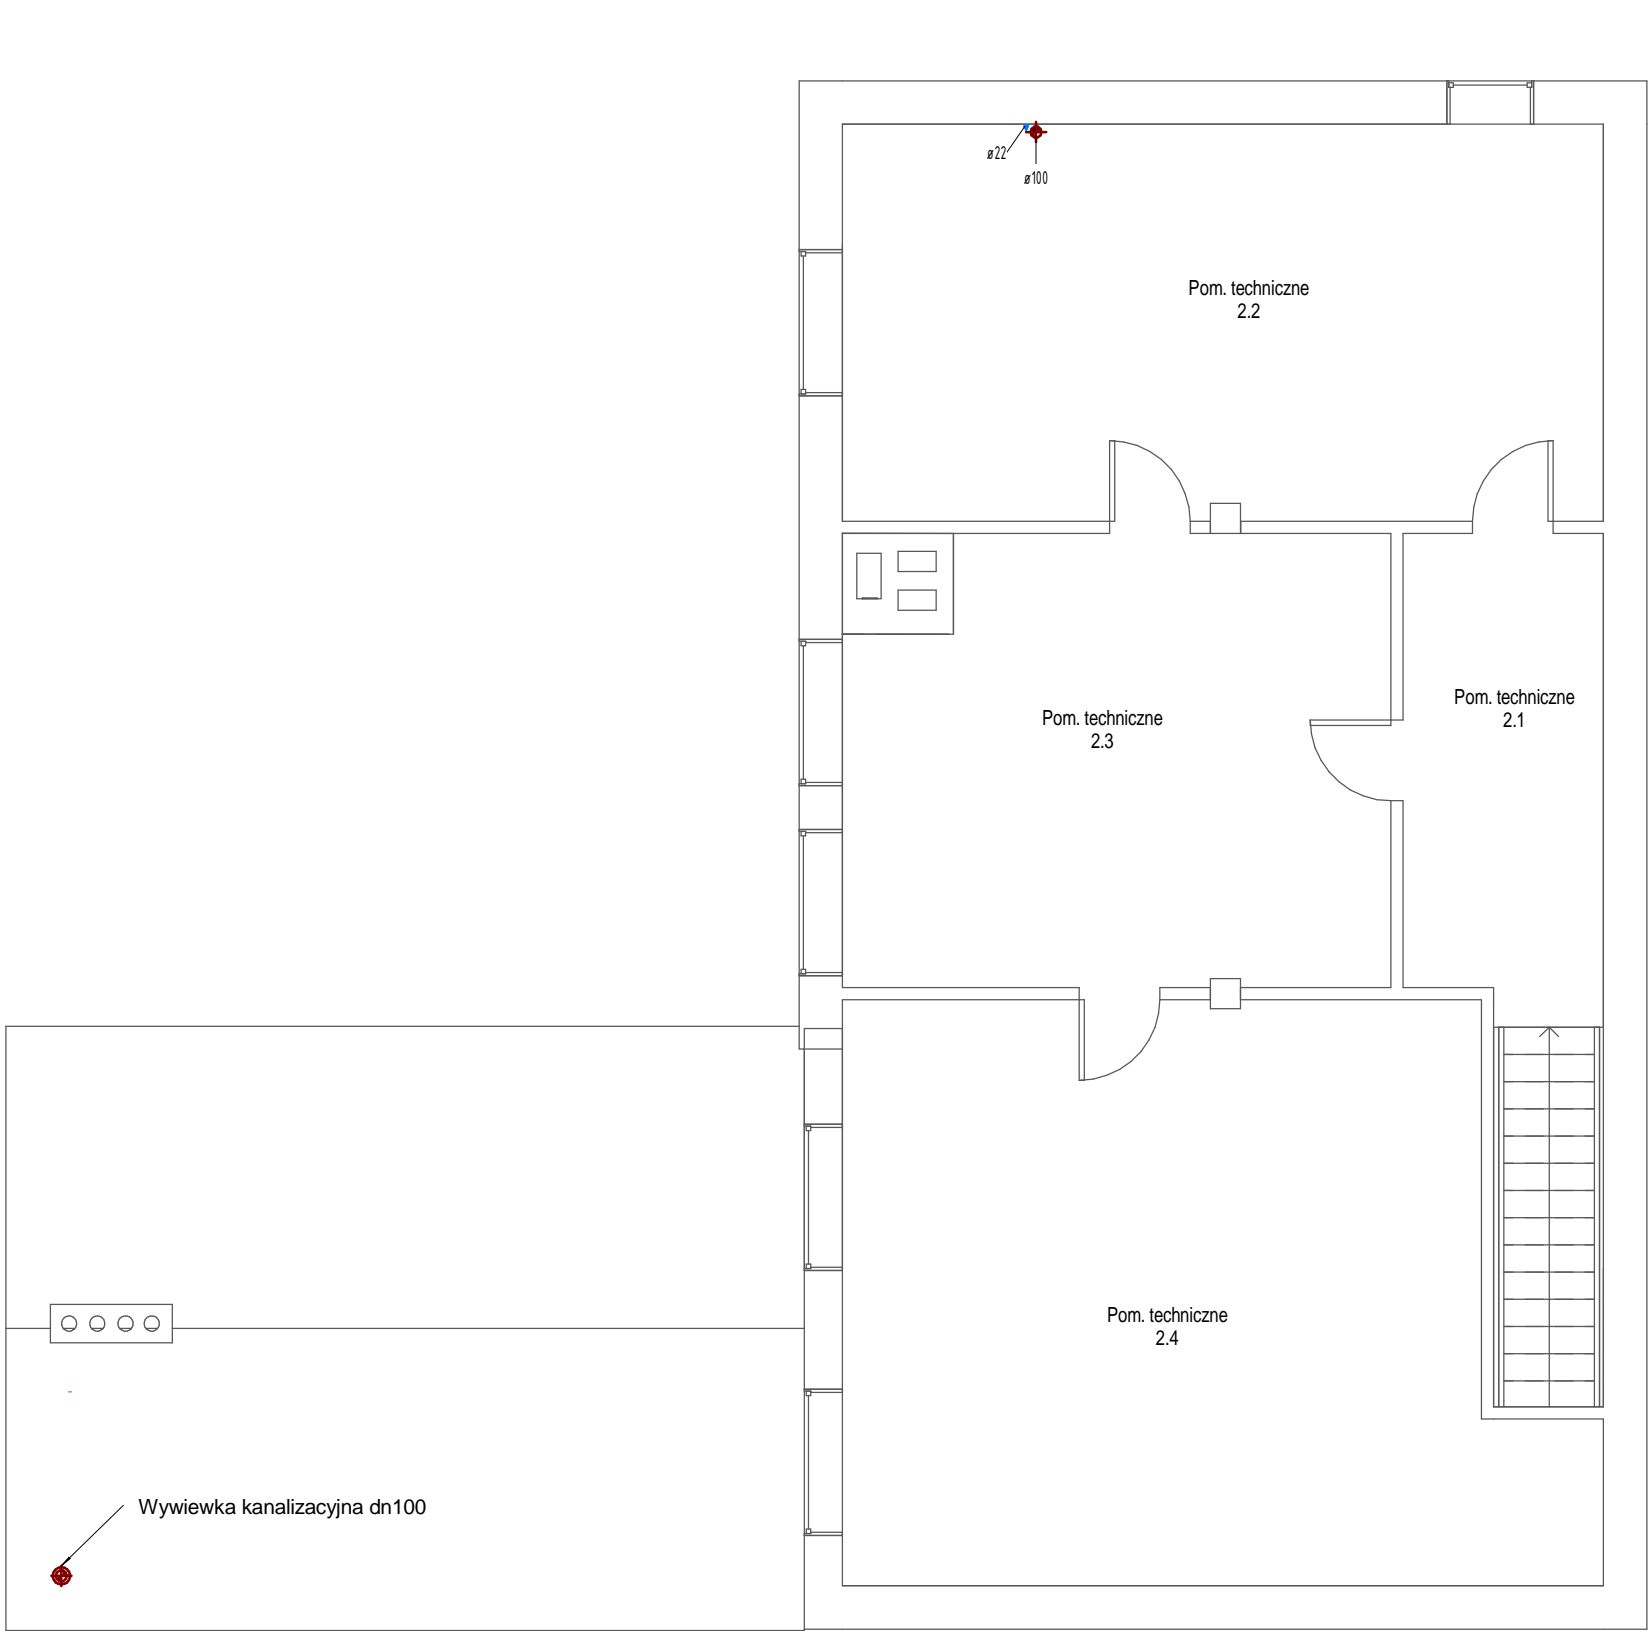 ø22
ø100
Pom. techniczne
2.2
Pom. techniczne
2.3
Pom. techniczne
2.1
Pom. techniczne
2.4
Wywiewka kanalizacyjna dn100